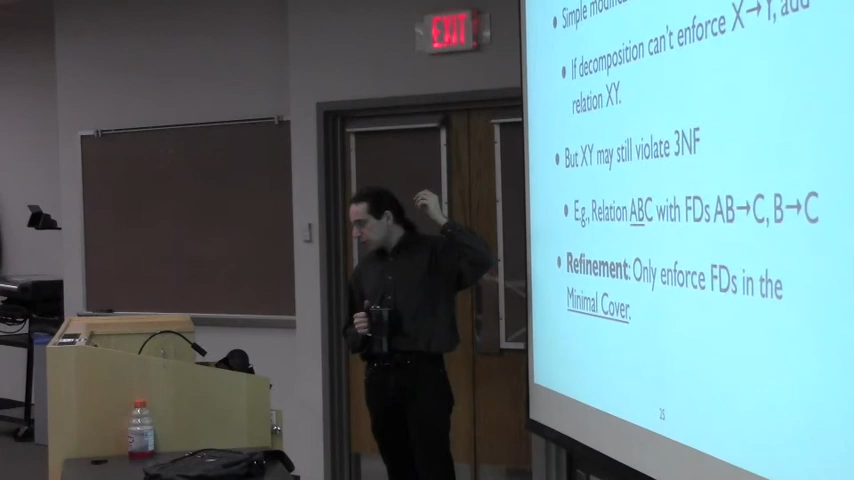 EXIT
• Simple
• If decomposition can't enforce X→Y, add
relation XY.
• But XY may still violate 3NF
• E.g., Relation ABC with FDs AB→C, B→C
• Refinement: Only enforce FDs in the
Minimal Cover.
25